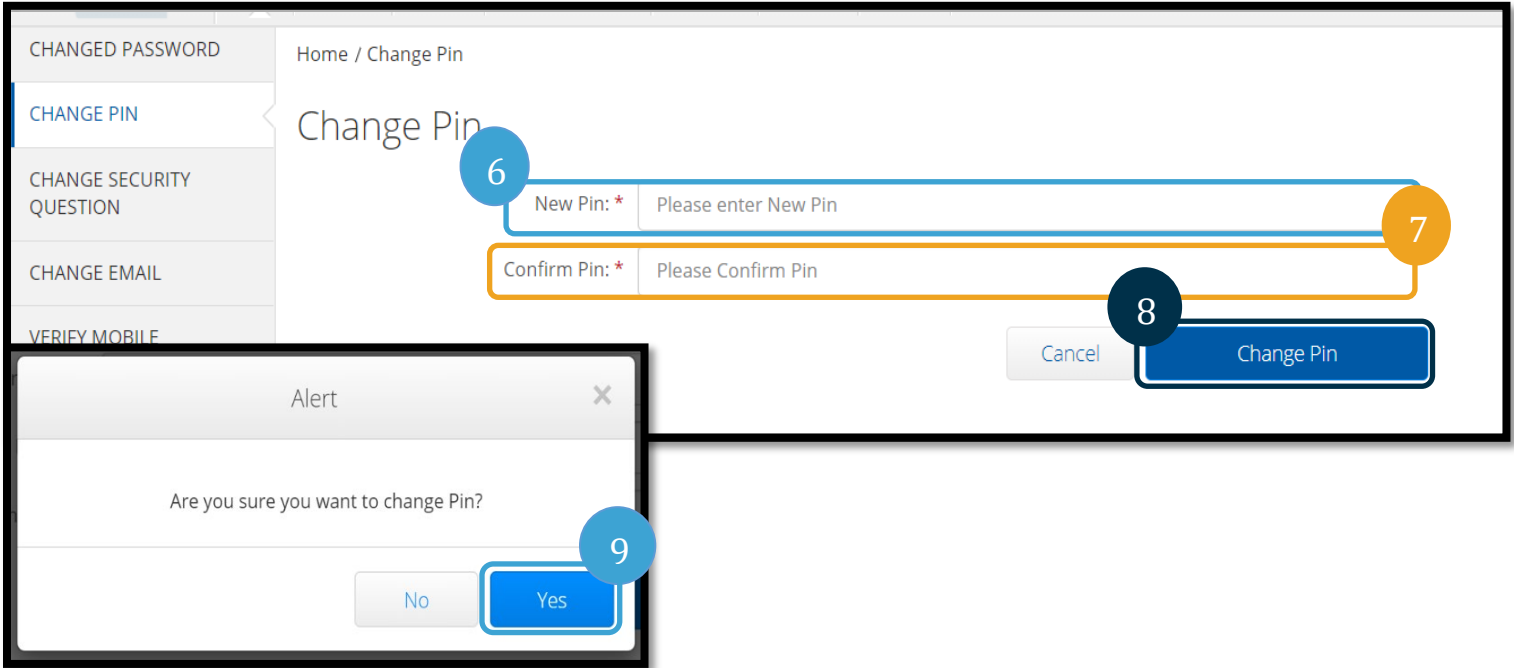 CHANGED PASSWORD
CHANGE PIN
CHANGE SECURITY
QUESTION
CHANGE EMAIL
VERIFY MOBILE
Home / Change Pin
Change Pin
6
New Pin: * Please enter New Pin
7
Confirm Pin: * Please Confirm Pin
8
Cancel Change Pin
Alert ×
Are you sure you want to change Pin?
9
No Yes